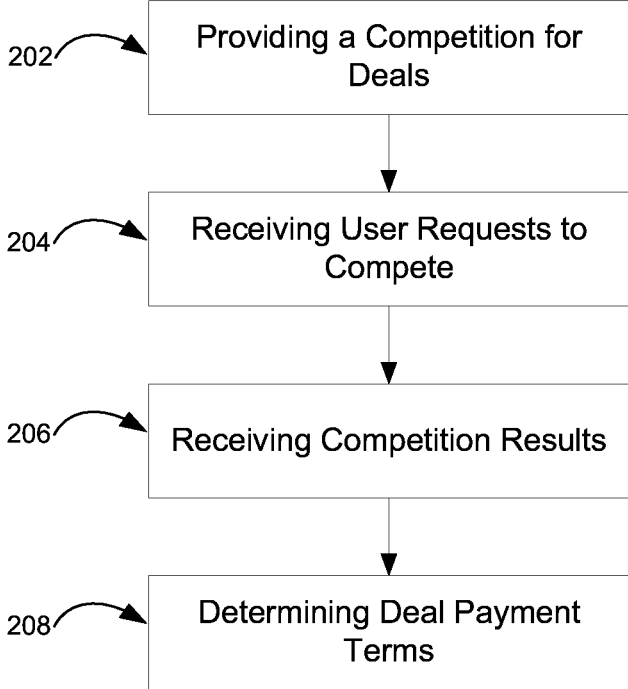 202
Providing a Competition for
Deals
204
Receiving User Requests to
Compete
206
Receiving Competition Results
208
Determining Deal Payment
Terms